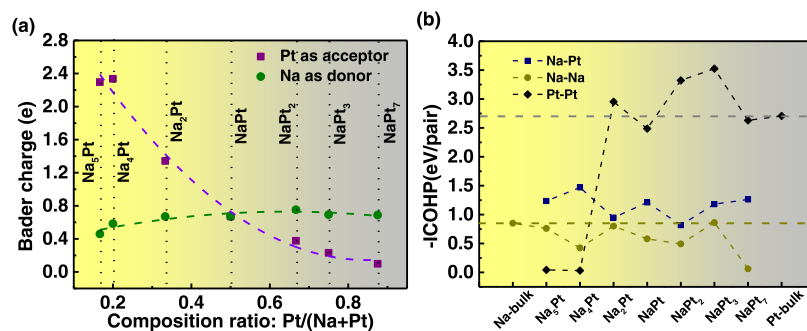 (a)
Bader charge (e)
2.8
2.4
2.0
1.6
1.2
0.8
0.4
0.0
Pt as acceptor
Na as donor
Na₅Pt
Na₄Pt
Na₂Pt
NaPt
NaPt₂
NaPt₃
NaPt₇
0.2
0.4
0.6
0.8
Composition ratio: Pt/(Na+Pt)
(b)
-ICOHP(eV/pair)
4.0
3.5
3.0
2.5
2.0
1.5
1.0
0.5
0.0
Na-Pt
Na-Na
Pt-Pt
Na-bulk
Na₅Pt
Na₄Pt
Na₂Pt
NaPt
NaPt₂
NaPt₃
NaPt₇
Pt-bulk